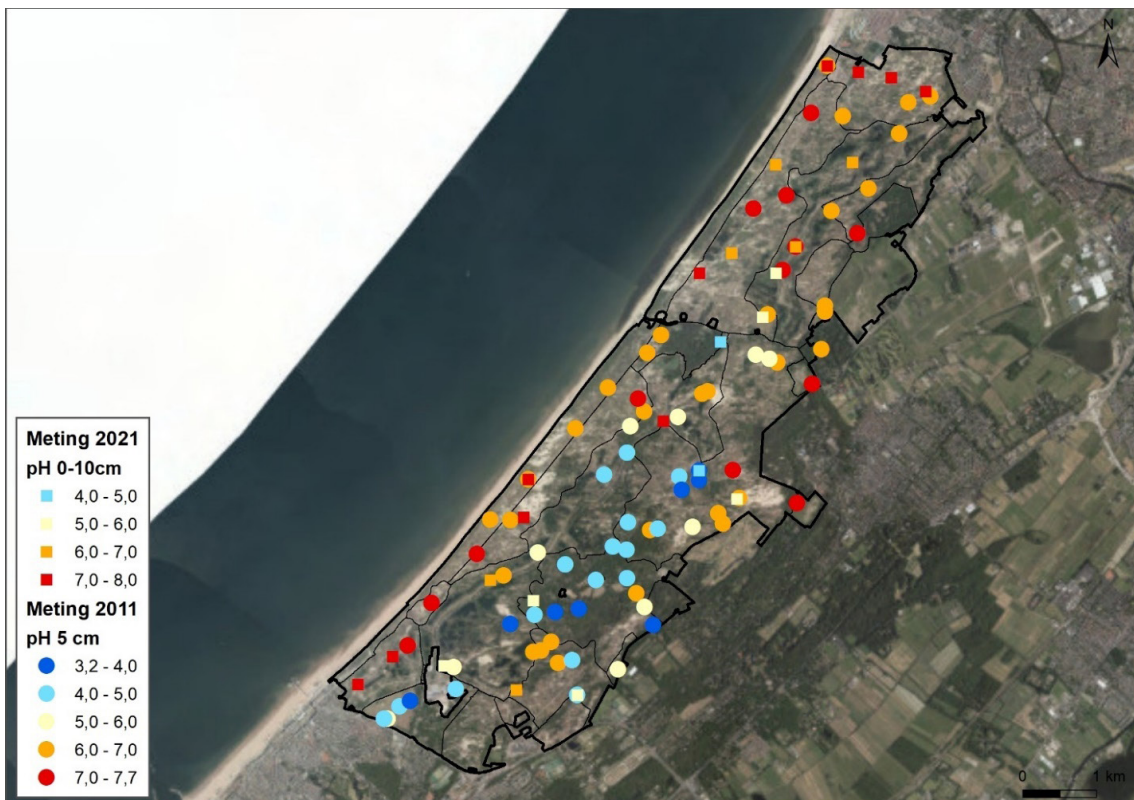 N
Meting 2021
pH 0-10cm
4,0 - 5,0
5,0 - 6,0
6,0 - 7,0
7,0 - 8,0
Meting 2011
pH 5 cm
3,2 - 4,0
4,0 - 5,0
5,0 - 6,0
6,0 - 7,0
7,0 - 7,7
0 1 km